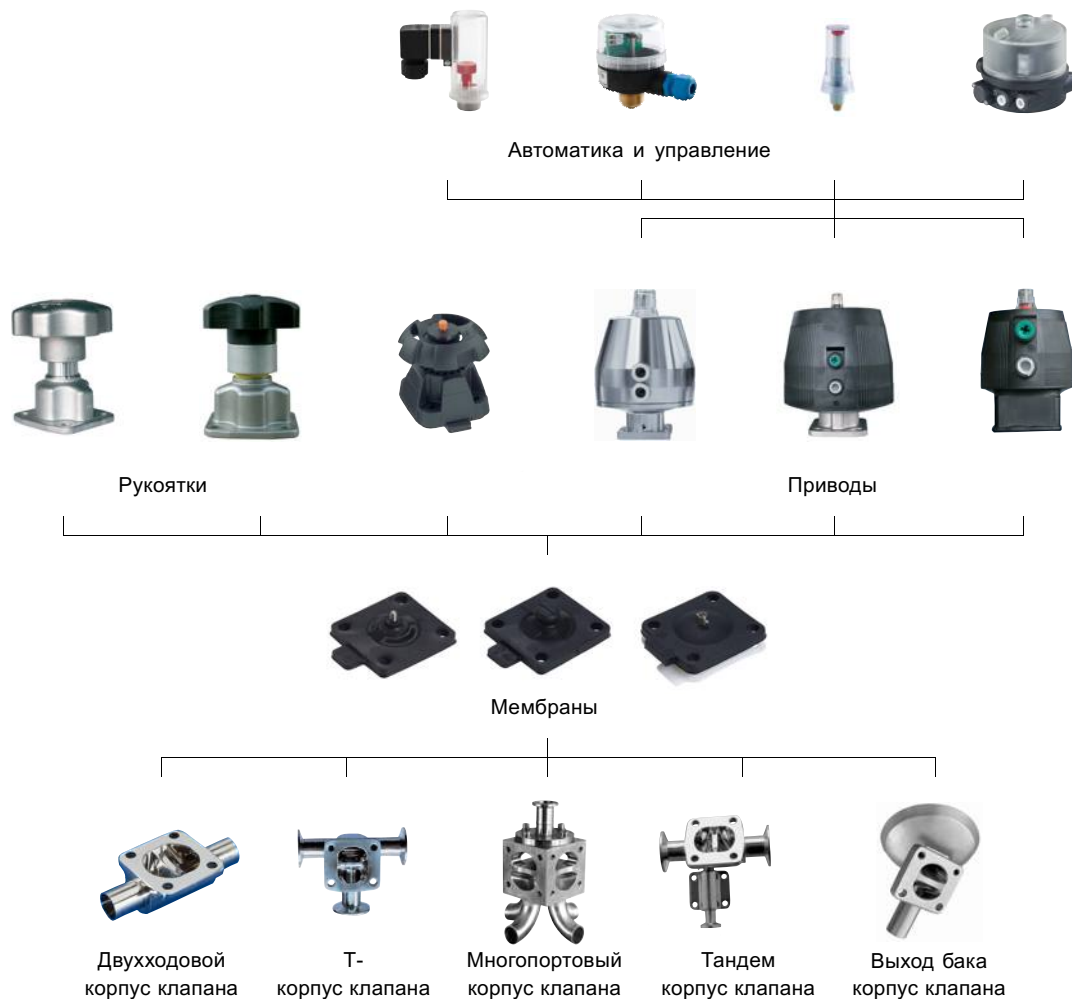 Автоматика и управление
Рукоятки
Приводы
Мембраны
Двухходовой
корпус клапана
Т-
корпус клапана
Многопортовый
корпус клапана
Тандем
корпус клапана
Выход бака
корпус клапана